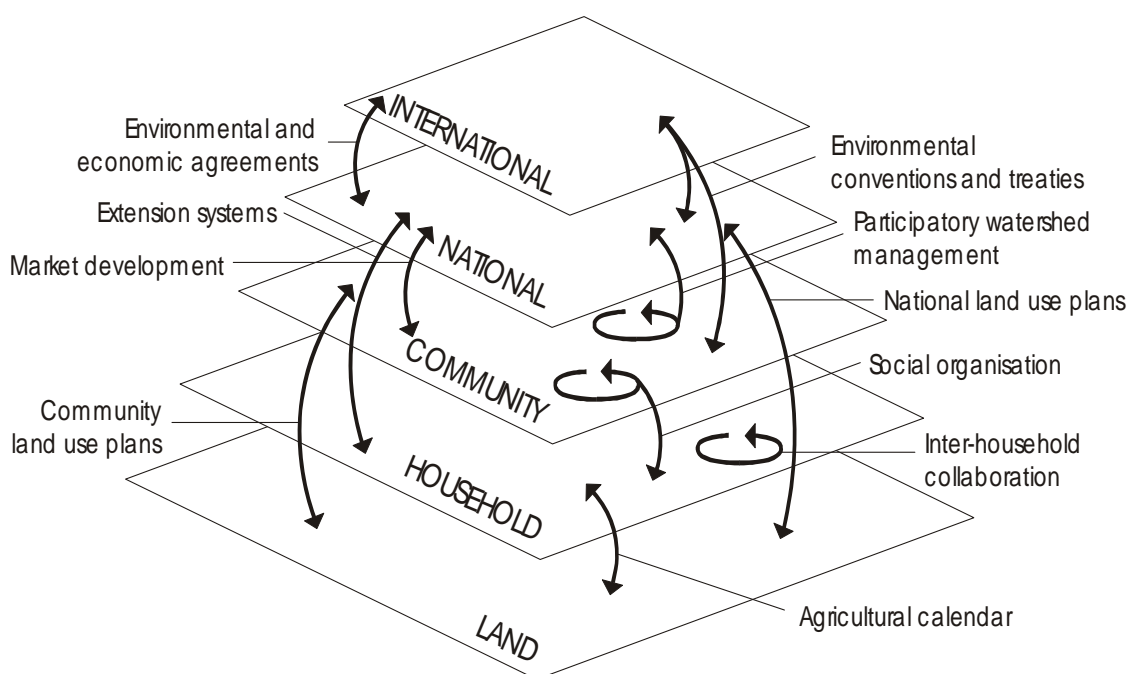 INTERNATIONAL
Environmental and
economic agreements
Environmental
conventions and treaties
Extension systems
Participatory watershed
management
Market development
NATIONAL
National land use plans
COMMUNITY
Social organisation
Community
land use plans
HOUSEHOLD
Inter-household
collaboration
Agricultural calendar
LAND